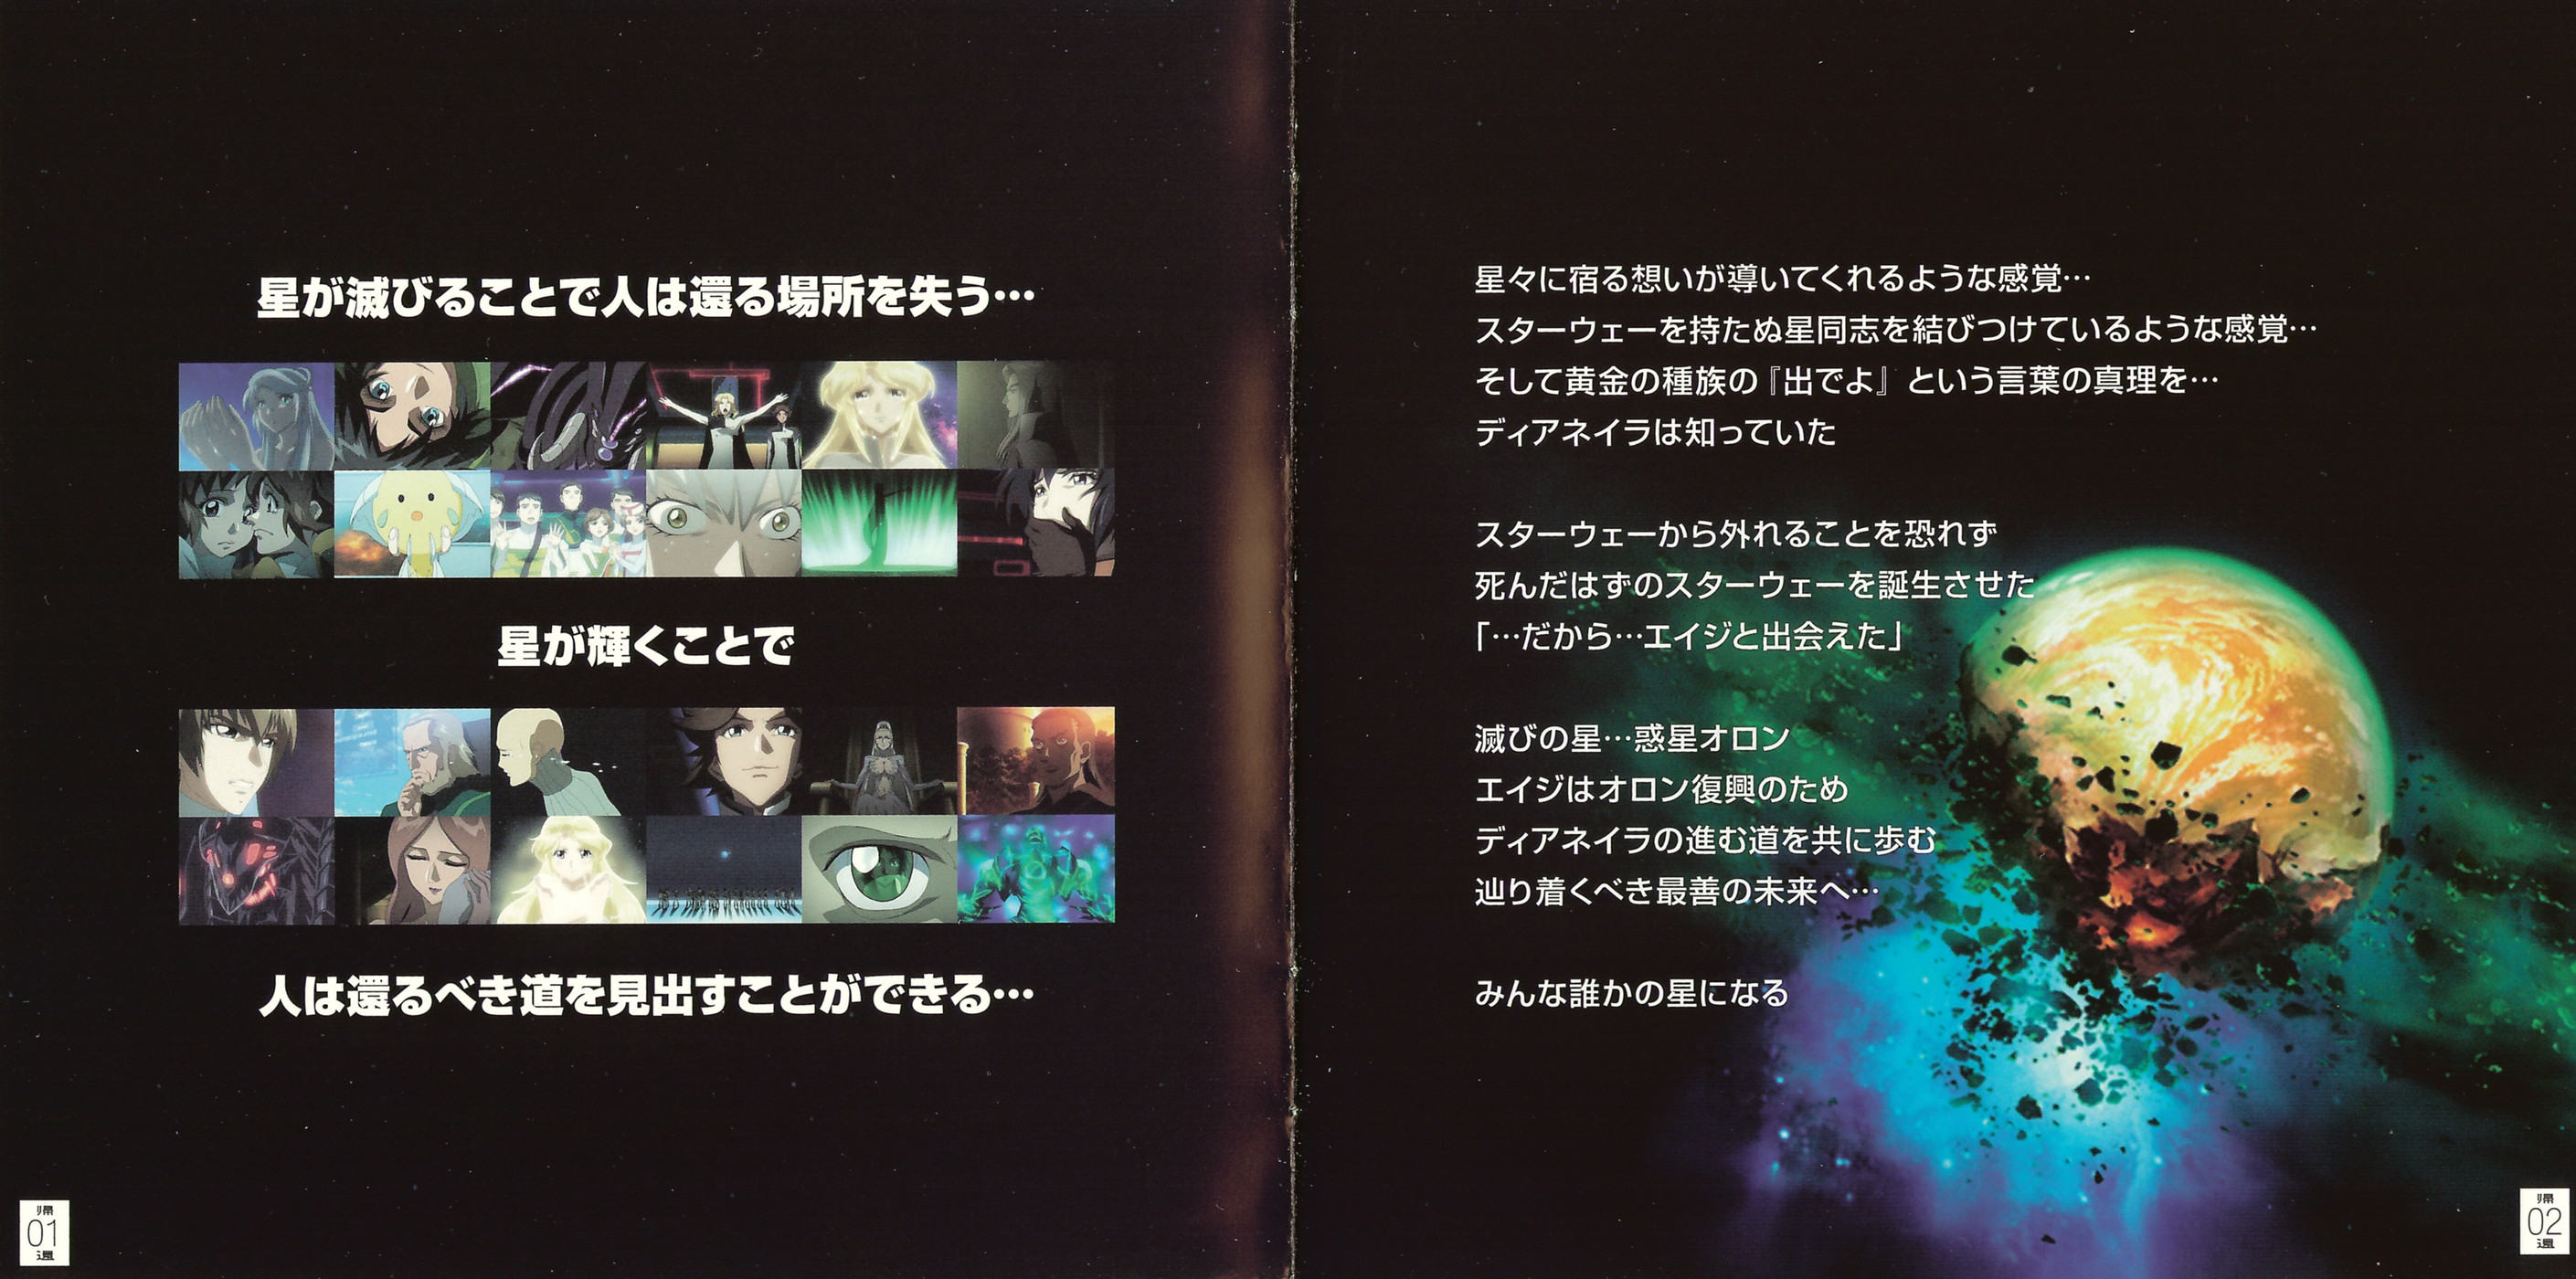 星が滅びることで人は還る場所を失う…
星が輝くことで
人は還るべき道を見出すことができる…
帰
01
還
星々に宿る想いが導いてくれるような感覚…
スターウェーを持たぬ星同志を結びつけているような感覚…
そして黄金の種族の『出でよ』という言葉の真理を…
ディアネイラは知っていた
スターウェーから外れることを恐れず
死んだはずのスターウェーを誕生させた
「…だから…エイジと出会えた」
滅びの星…惑星オロン
エイジはオロン復興のため
ディアネイラの進む道を共に歩む
辿り着くべき最善の未来へ…
みんな誰かの星になる
帰
02
還